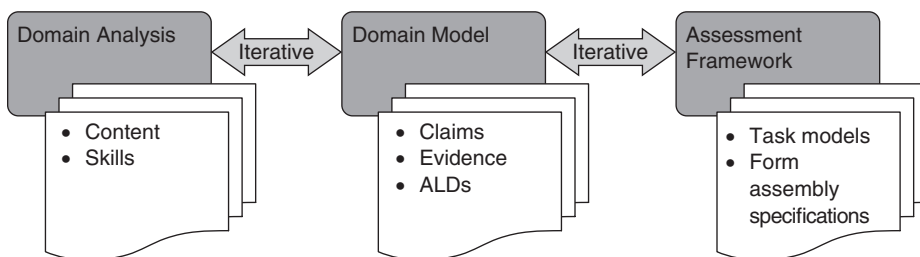 Domain Analysis
Iterative
Domain Model
Iterative
Assessment
Framework
• Content
• Skills
• Claims
• Evidence
• ALDs
• Task models
• Form
assembly
specifications